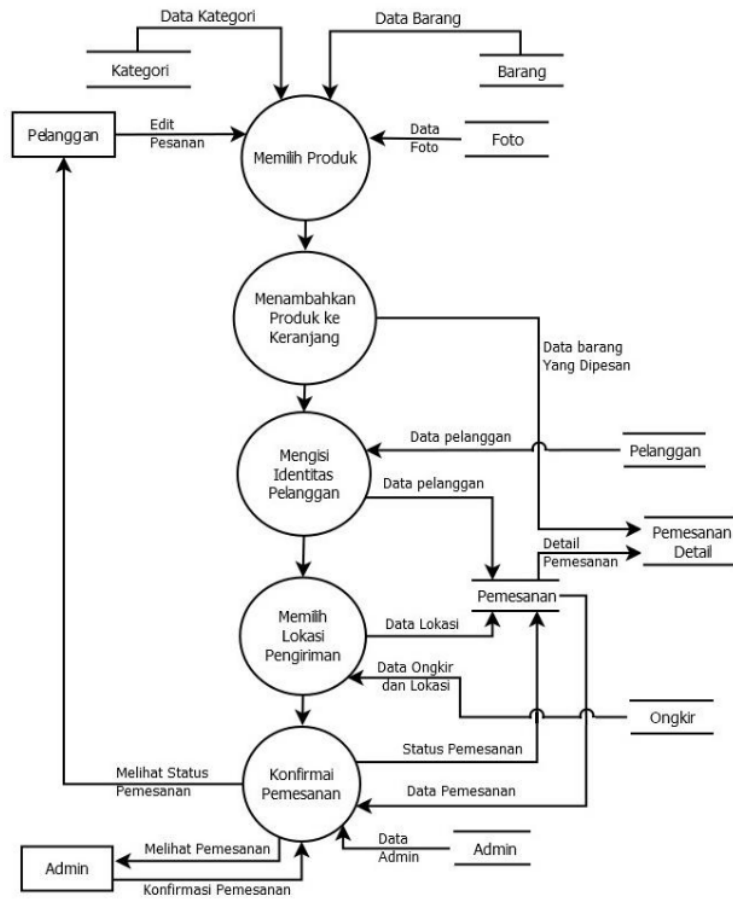 Data Kategori
Data Barang
Kategori
Barang
Pelanggan
Edit
Pesanan
Memilih Produk
Data
Foto
Foto
Menambahkan
Produk ke
Keranjang
Data barang
Yang Dipesan
Mengisi
Identitas
Pelanggan
Data pelanggan
Pelanggan
Data pelanggan
Pemesanan
Detail
Detail
Pemesanan
Pemesanan
Memilih
Lokasi
Pengiriman
Data Lokasi
Data Ongkir
dan Lokasi
Ongkir
Konfirmai
Pemesanan
Status Pemesanan
Melihat Status
Pemesanan
Data Pemesanan
Data
Admin
Admin
Melihat Pemesanan
Admin
Konfirmasi Pemesanan